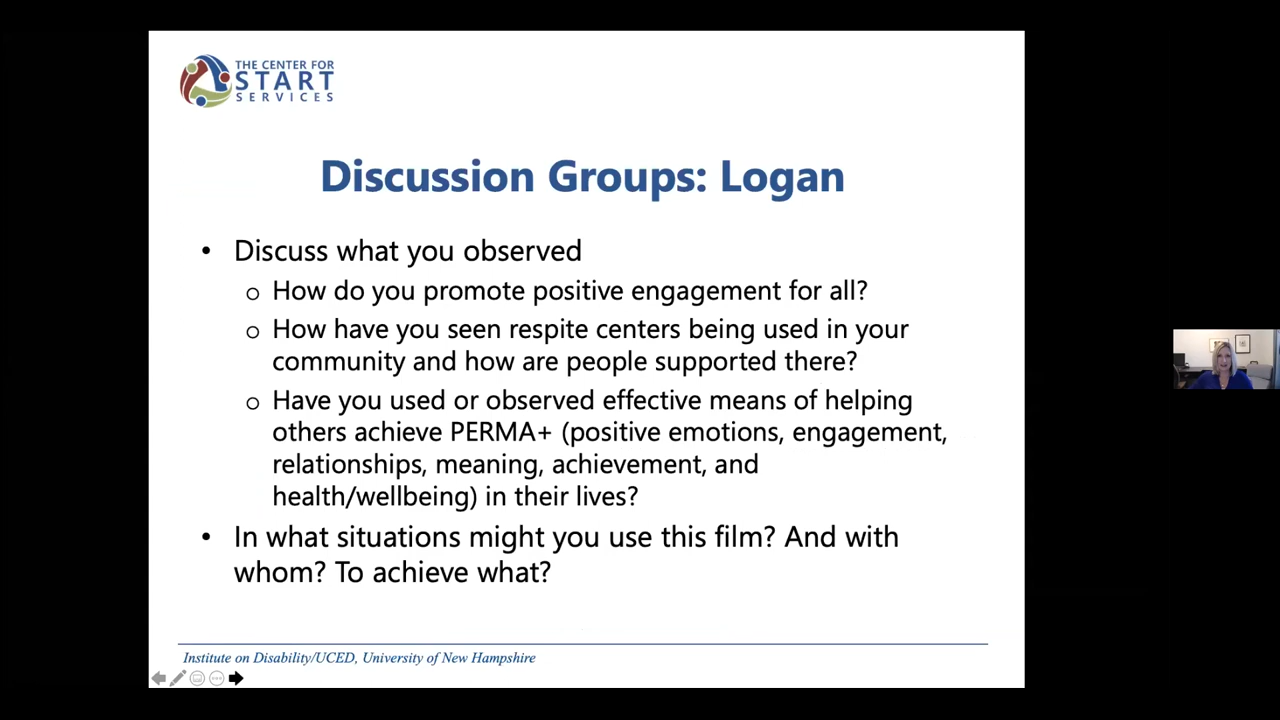 THE CENTER FOR
START
SERVICES
Discussion Groups: Logan
• Discuss what you observed
o How do you promote positive engagement for all?
o How have you seen respite centers being used in your
community and how are people supported there?
o Have you used or observed effective means of helping
others achieve PERMA+ (positive emotions, engagement,
relationships, meaning, achievement, and
health/wellbeing) in their lives?
• In what situations might you use this film? And with
whom? To achieve what?
Institute on Disability/UCED, University of New Hampshire